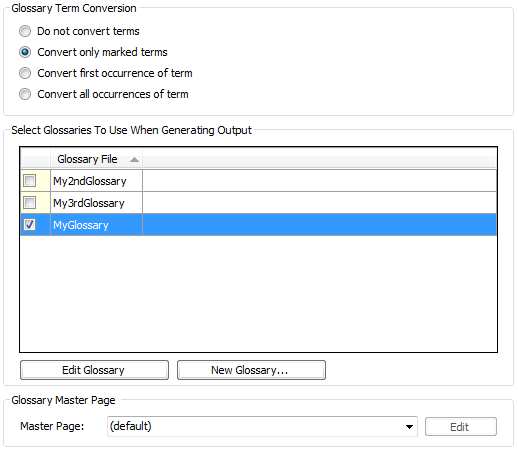 Glossary Term Conversion
Do not convert terms
Convert only marked terms
Convert first occurrence of term
Convert all occurrences of term
Select Glossaries To Use When Generating Output
Glossary File
My2ndGlossary
My3rdGlossary
MyGlossary
Edit Glossary New Glossary...
Glossary Master Page
Master Page: (default) Edit